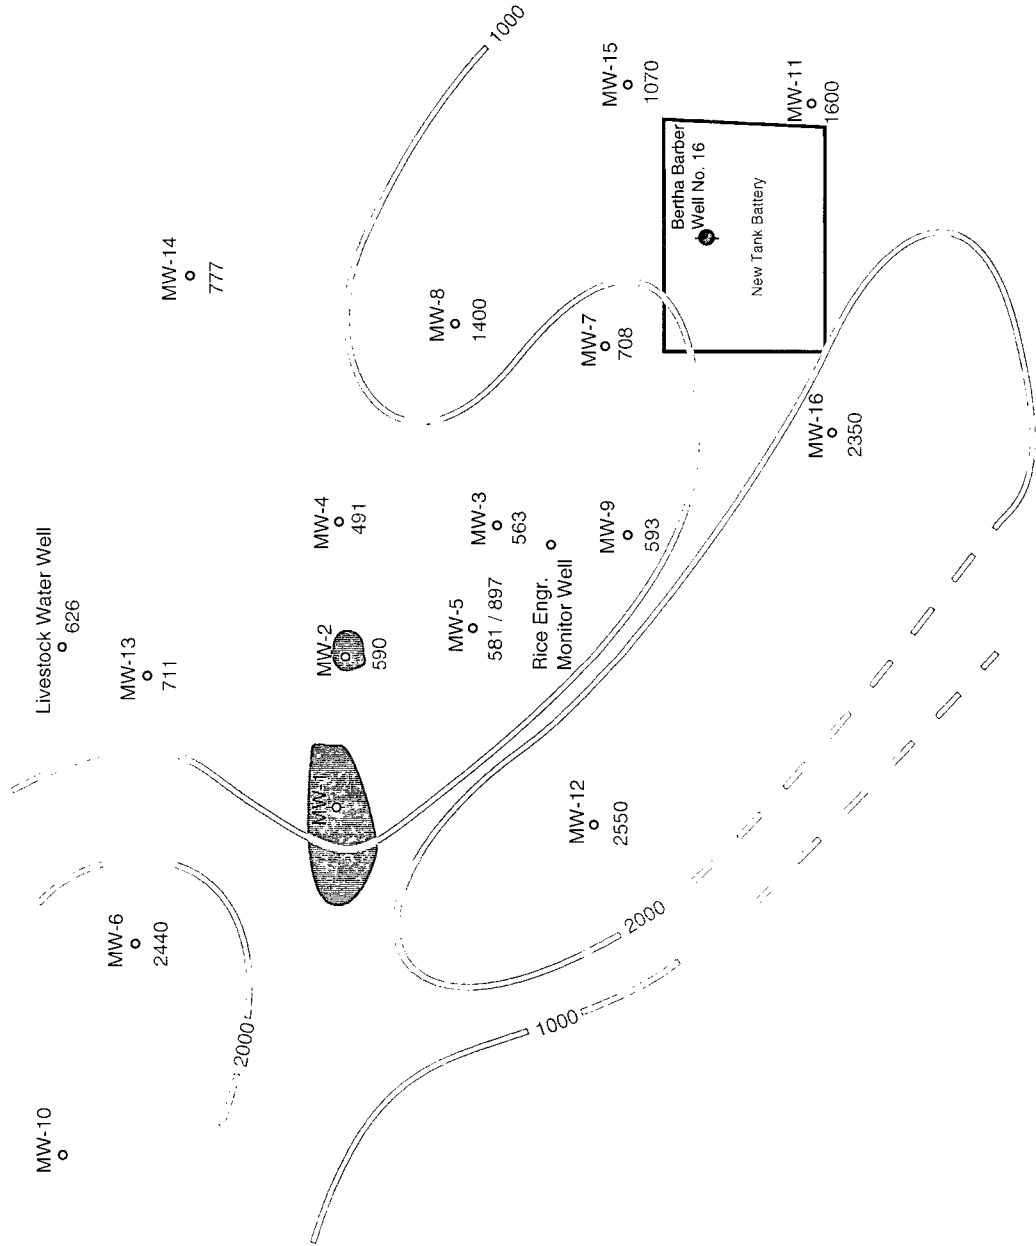 1000
MW-15
1070
MW-11
1600
Bertha Barber
Well No. 16
New Tank Battery
MW-14
777
MW-8
1400
MW-7
708
MW-16
2350
MW-4
491
MW-3
563
MW-9
593
Livestock Water Well
626
MW-13
711
MW-2
590
MW-5
581 / 897
Rice Engr.
Monitor Well
MW-1
MW-12
2550
MW-6
2440
2000
2000
1000
MW-10